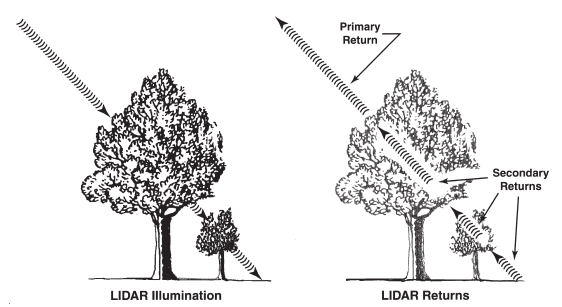 Primary
Return
Secondary
Returns
LIDAR Illumination
LIDAR Returns